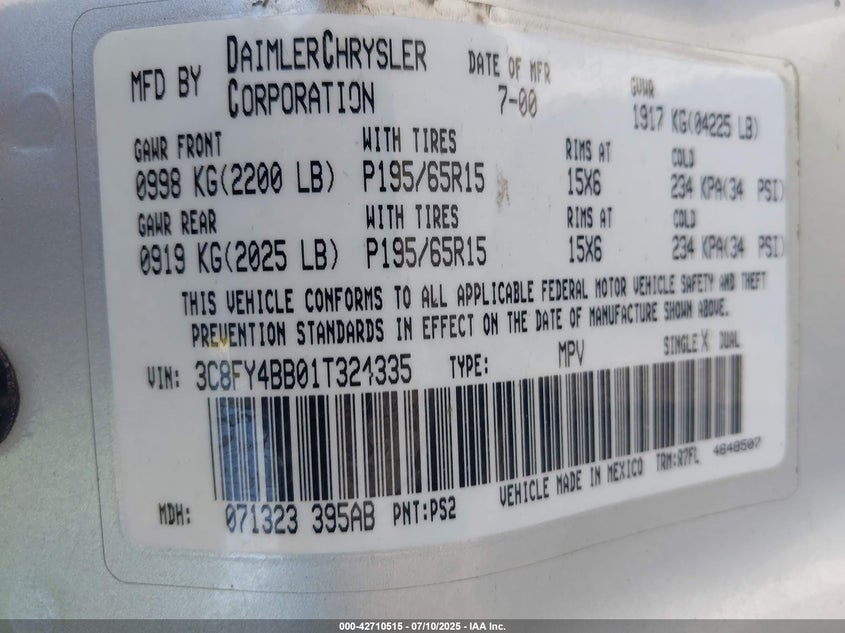 MFD BY DAIMLERCHRYSLER CORPORATION DATE OF MFR 7-00 GVWR 1917 KG(04225 LB)
GAWR FRONT WITH TIRES RIMS AT COLD
0998 KG(2200 LB) P195/65R15 15X6 234 KPA(34 PSI)
GAWR REAR WITH TIRES RIMS AT COLD
0919 KG(2025 LB) P195/65R15 15X6 234 KPA(34 PSI)
THIS VEHICLE CONFORMS TO ALL APPLICABLE FEDERAL MOTOR VEHICLE SAFETY AND THEFT
PREVENTION STANDARDS IN EFFECT ON THE DATE OF MANUFACTURE SHOWN ABOVE.
VIN: 3C8FY4BB01T324335 TYPE: MPV SINGLE X DUAL
MDH: 071323 395AB PNT:PS2 VEHICLE MADE IN MEXICO TRM:R7FL 4648507
000-42710515 - 07/10/2025 - IAA Inc.